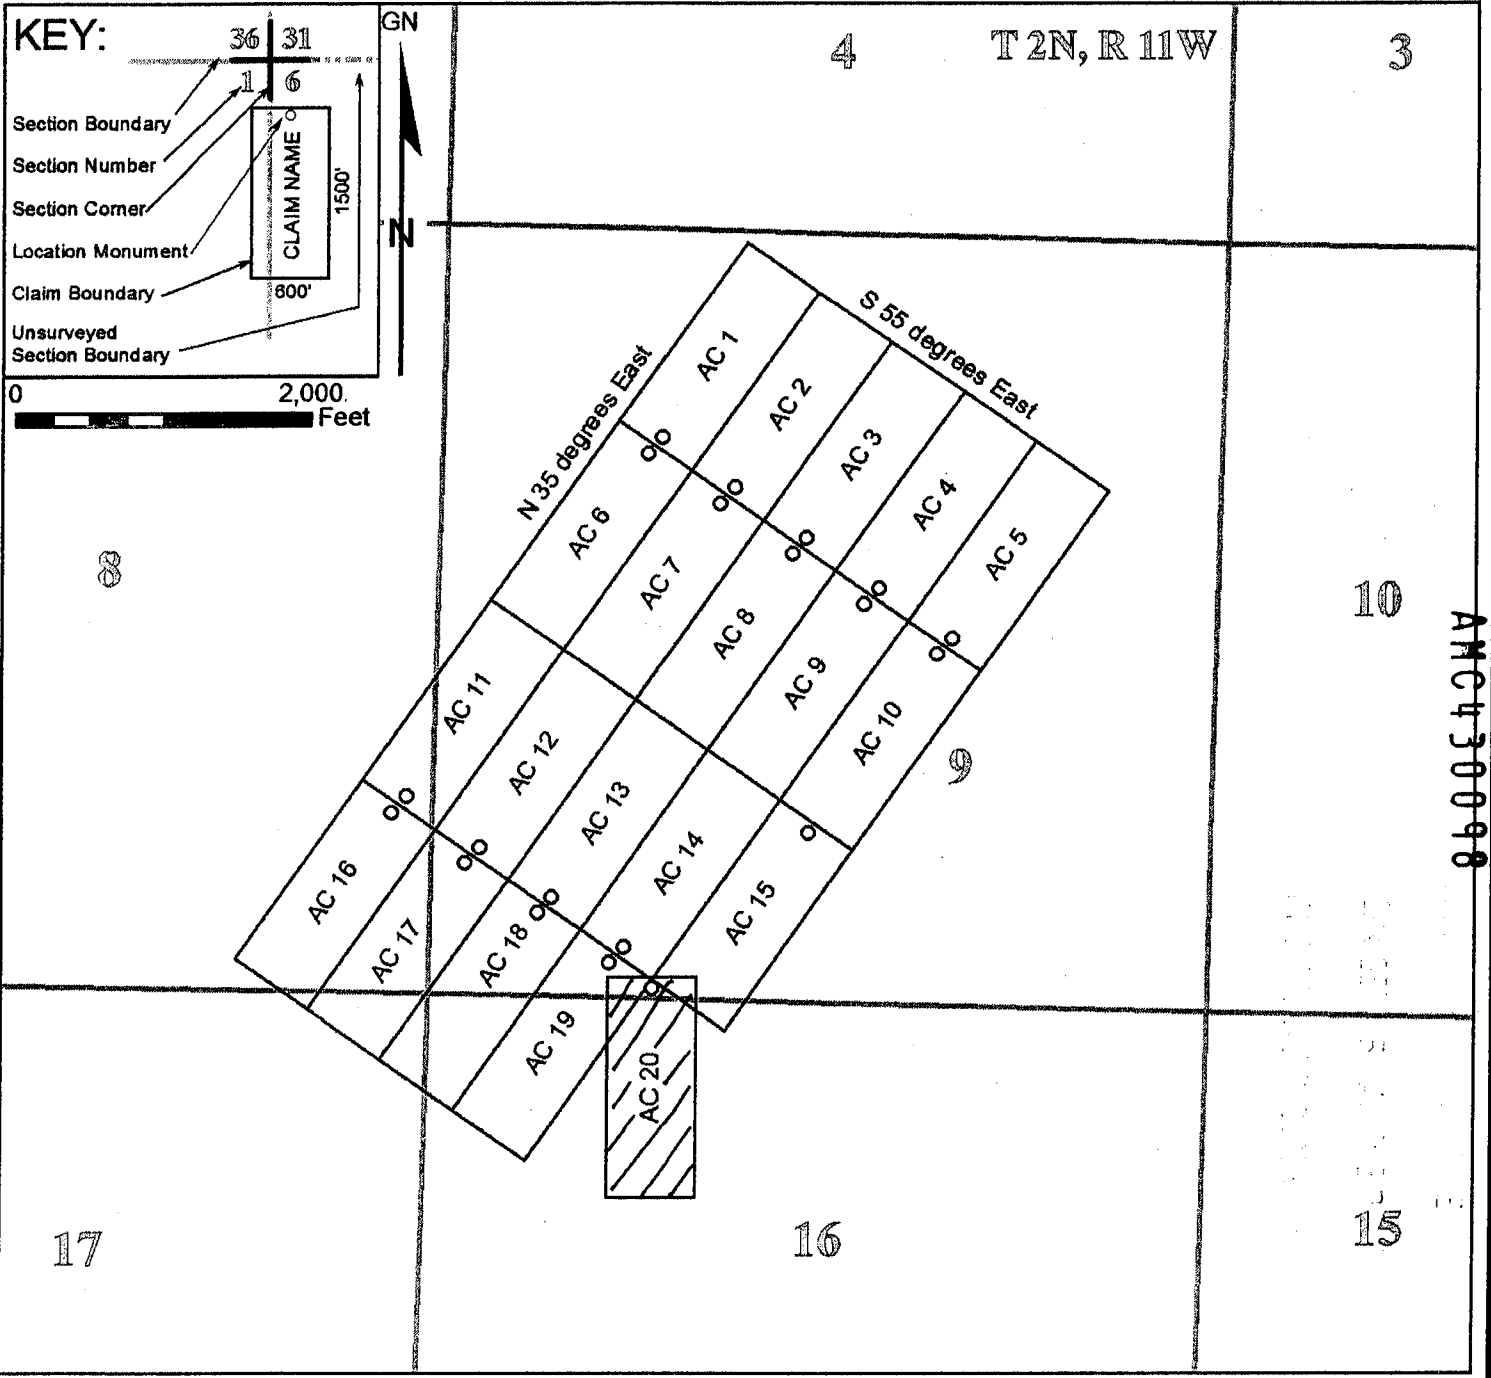 KEY:
36 31
1 6
Section Boundary
Section Number
Section Corner
Location Monument
Claim Boundary
Unsurveyed
Section Boundary
CLAIM NAME
1500'
600'
GN
N
0 2,000.
Feet
4 T 2N, R 11W 3
S 55 degrees East
N 35 degrees East
AC 1
AC 2
AC 3
AC 4
AC 5
AC 6
AC 7
AC 8
AC 9
AC 10
AC 11
AC 12
AC 13
AC 14
AC 15
AC 16
AC 17
AC 18
AC 19
AC 20
8
9
10
17
16
15
AMC430098